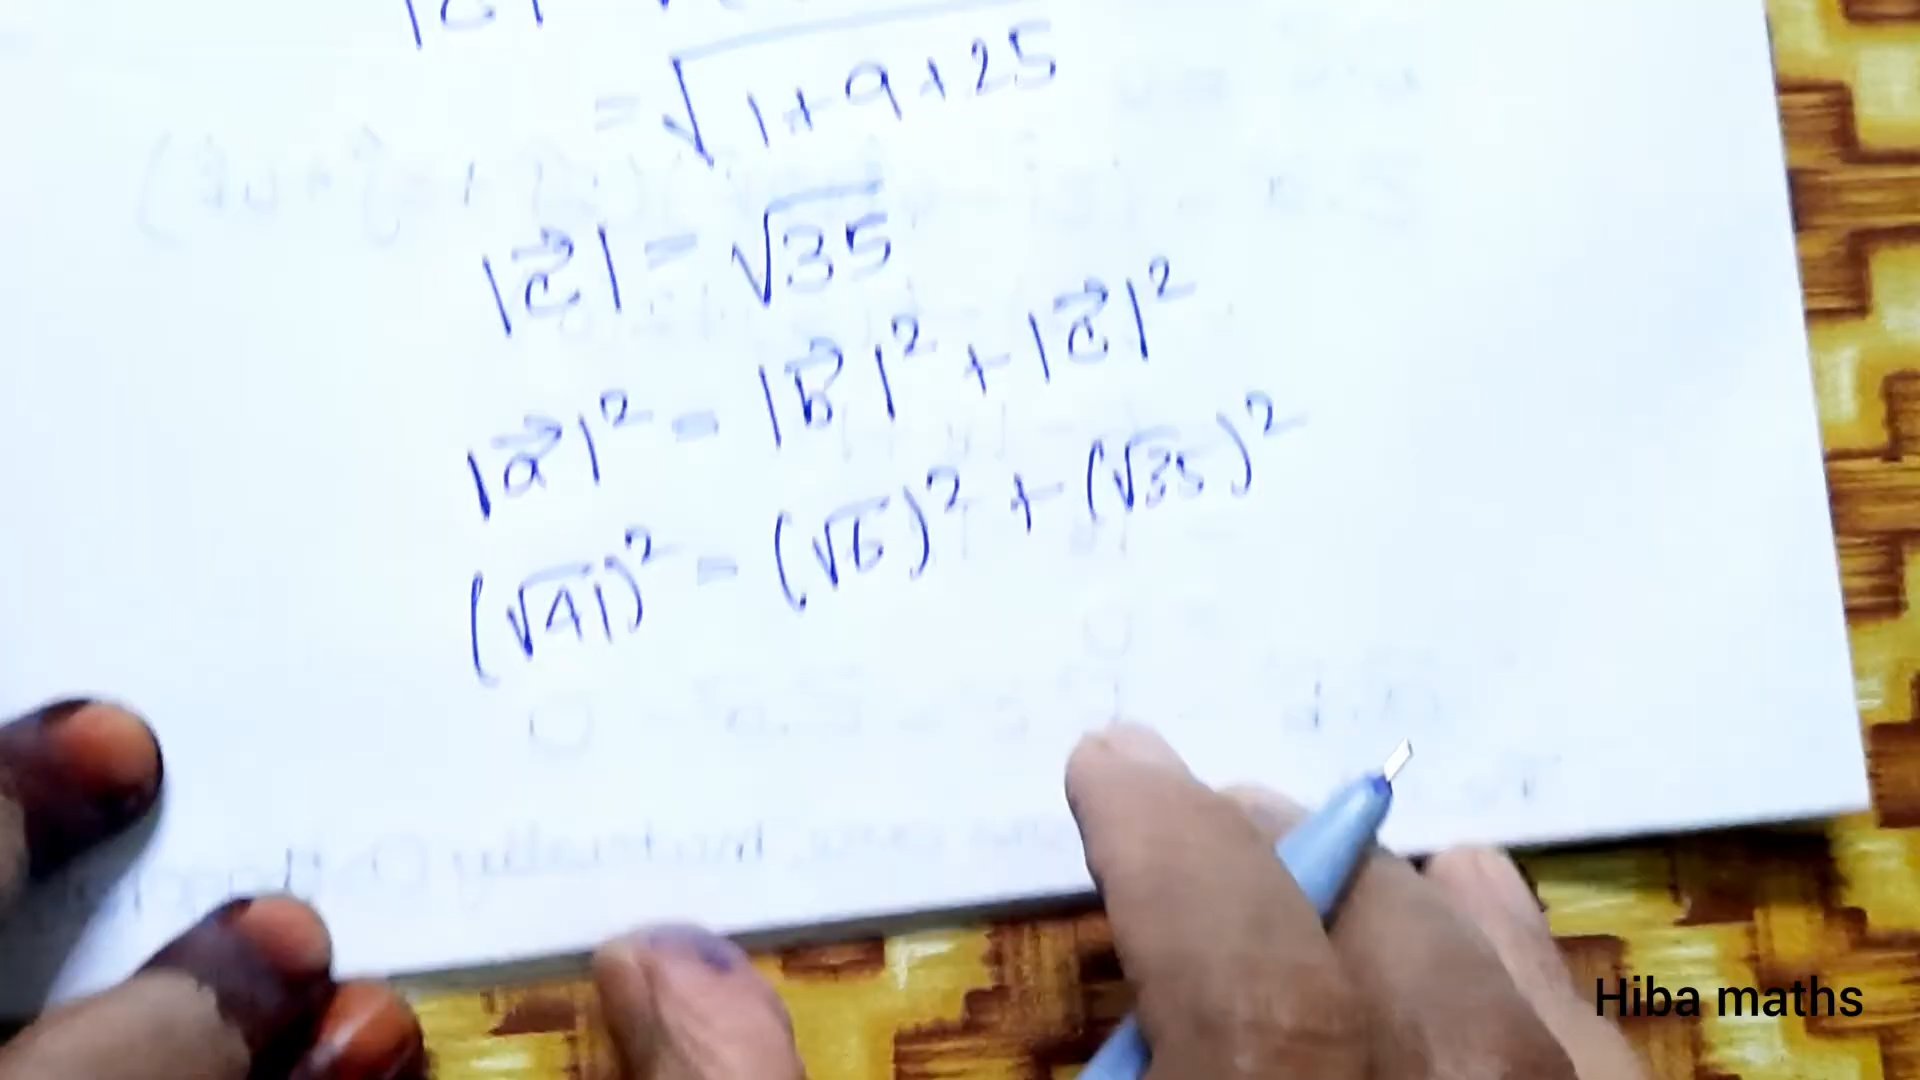 |c⃗| = √
= √1+9+25
|c⃗| = √35
|a⃗|² = |b⃗|² + |c⃗|²
(√41)² = (√6)² + (√35)²
Hiba maths